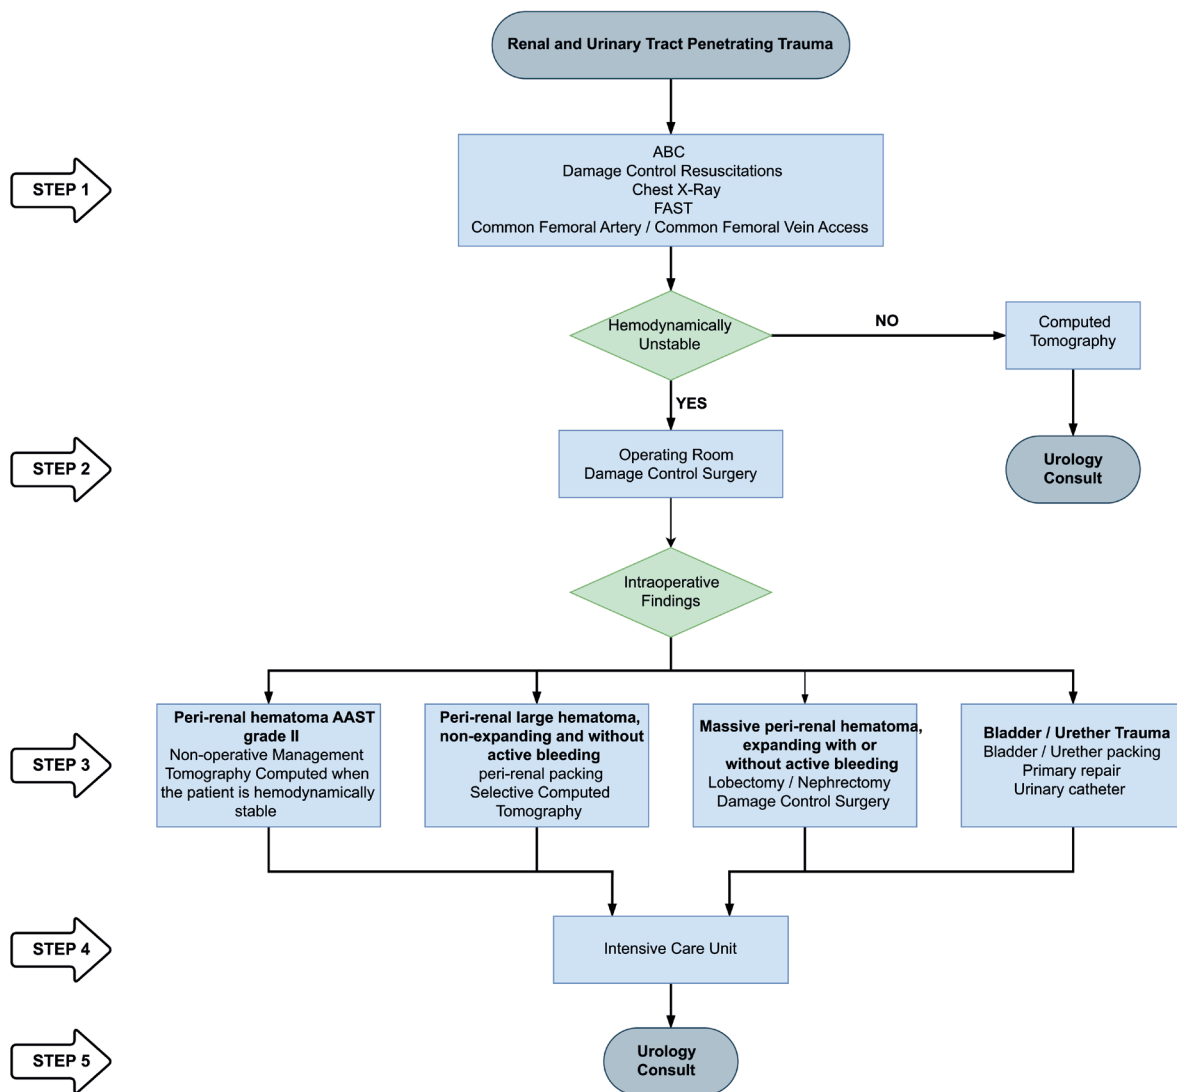 Renal and Urinary Tract Penetrating Trauma
STEP 1
ABC
Damage Control Resuscitations
Chest X-Ray
FAST
Common Femoral Artery / Common Femoral Vein Access
Hemodynamically
Unstable
NO
Computed
Tomography
YES
STEP 2
Operating Room
Damage Control Surgery
Urology
Consult
Intraoperative
Findings
STEP 3
Peri-renal hematoma AAST
grade II
Non-operative Management
Tomography Computed when
the patient is hemodynamically
stable
Peri-renal large hematoma,
non-expanding and without
active bleeding
peri-renal packing
Selective Computed
Tomography
Massive peri-renal hematoma,
expanding with or
without active bleeding
Lobectomy / Nephrectomy
Damage Control Surgery
Bladder / Urether Trauma
Bladder / Urether packing
Primary repair
Urinary catheter
STEP 4
Intensive Care Unit
STEP 5
Urology
Consult